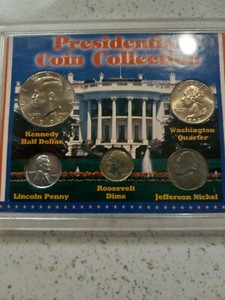 Presidential
Coin Collection
Kennedy
Half Dollar
Washington
Quarter
Lincoln Penny
Roosevelt
Dime
Jefferson Nickel